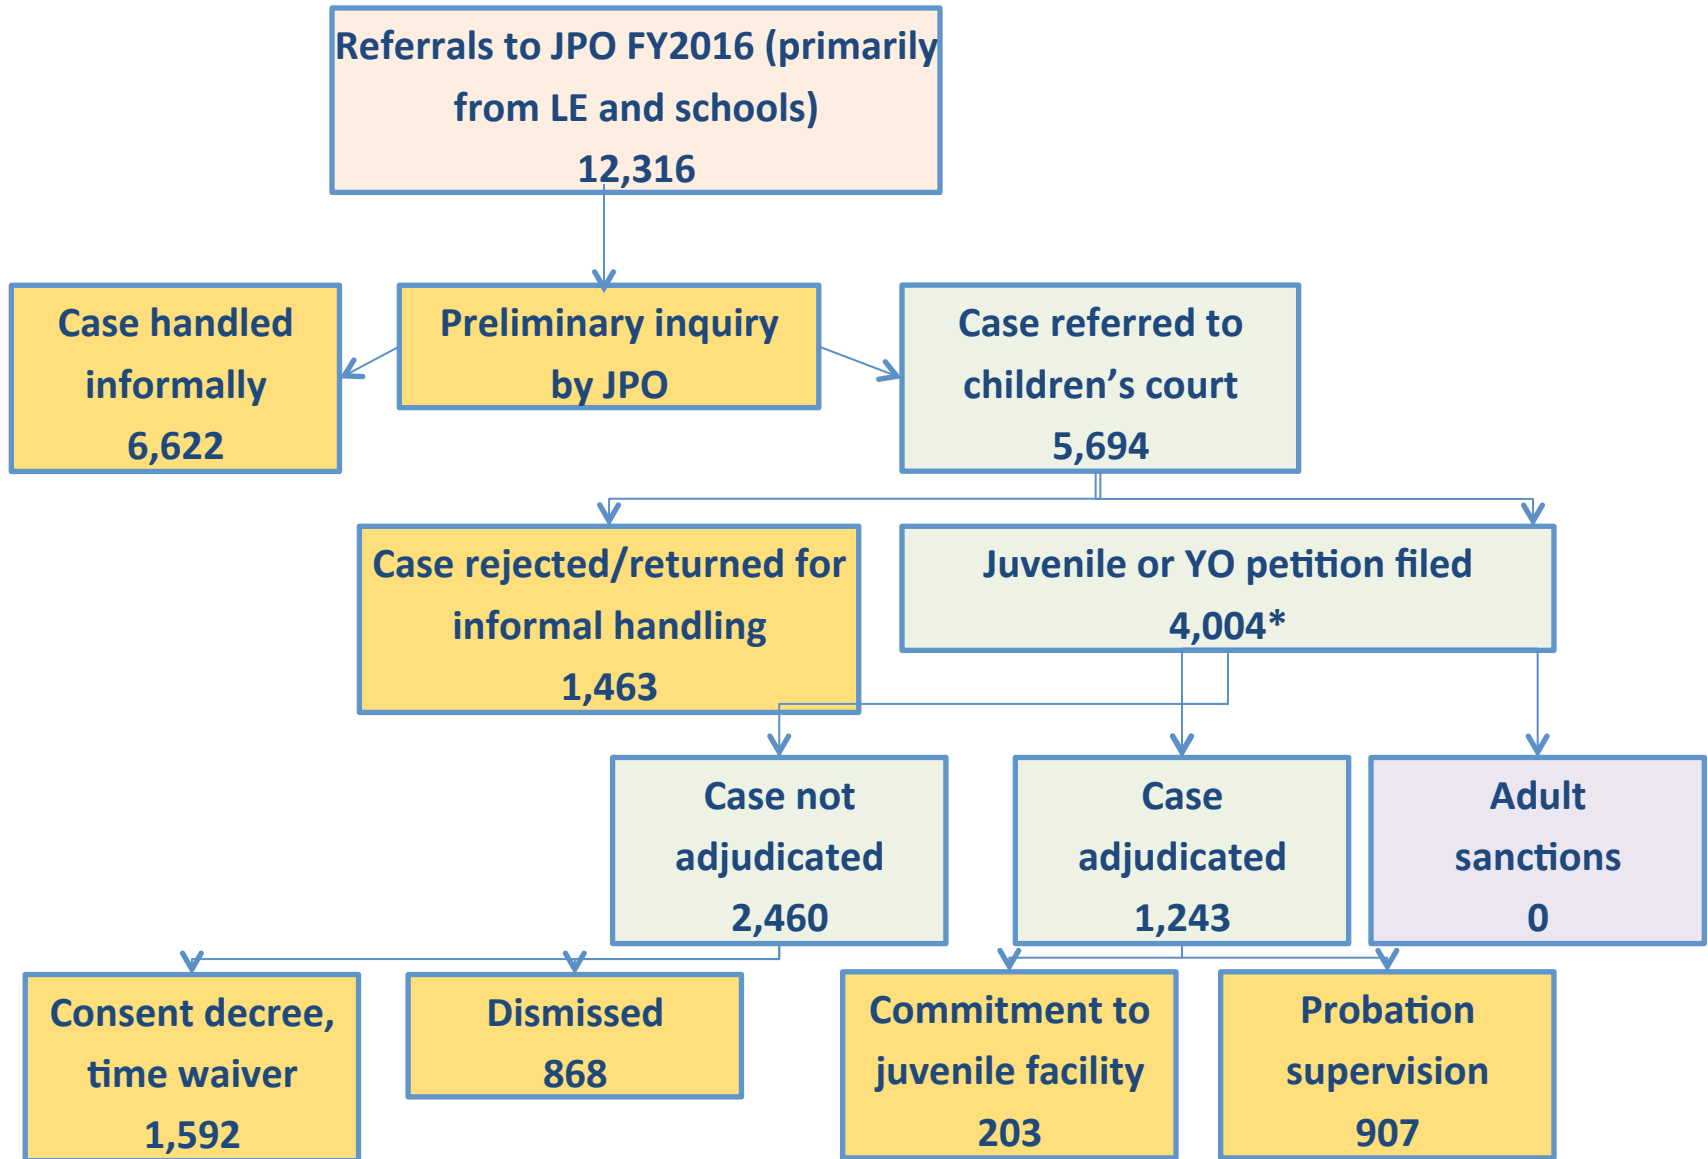 Referrals to JPO FY2016 (primarily
from LE and schools)
12,316
Case handled
informally
6,622
Preliminary inquiry
by JPO
Case referred to
children’s court
5,694
Case rejected/returned for
informal handling
1,463
Juvenile or YO petition filed
4,004*
Case not
adjudicated
2,460
Case
adjudicated
1,243
Adult
sanctions
0
Consent decree,
time waiver
1,592
Dismissed
868
Commitment to
juvenile facility
203
Probation
supervision
907